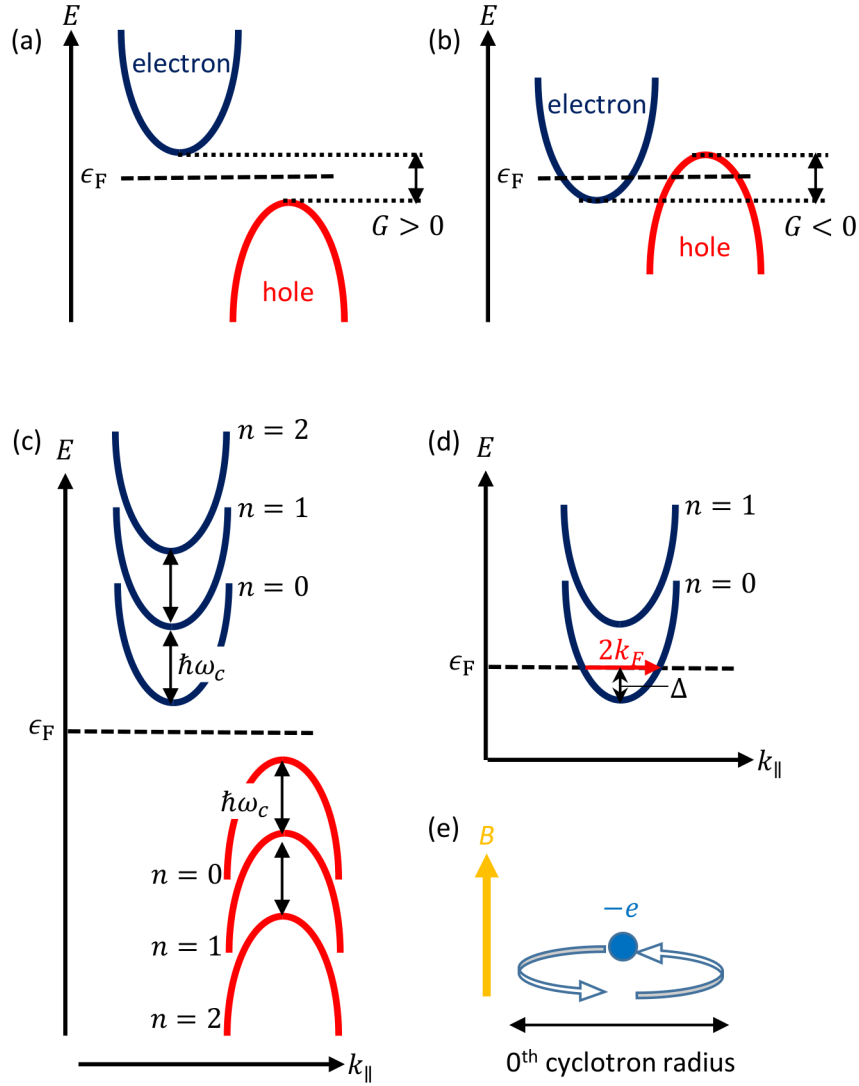 (a)
E
electron
ϵF
G > 0
hole
(b)
E
electron
ϵF
G < 0
hole
(c)
E
n = 2
n = 1
n = 0
ℏωc
ϵF
ℏωc
n = 0
n = 1
n = 2
k∥
(d)
E
n = 1
n = 0
2kF
ϵF
Δ
k∥
(e)
B
−e
0th cyclotron radius